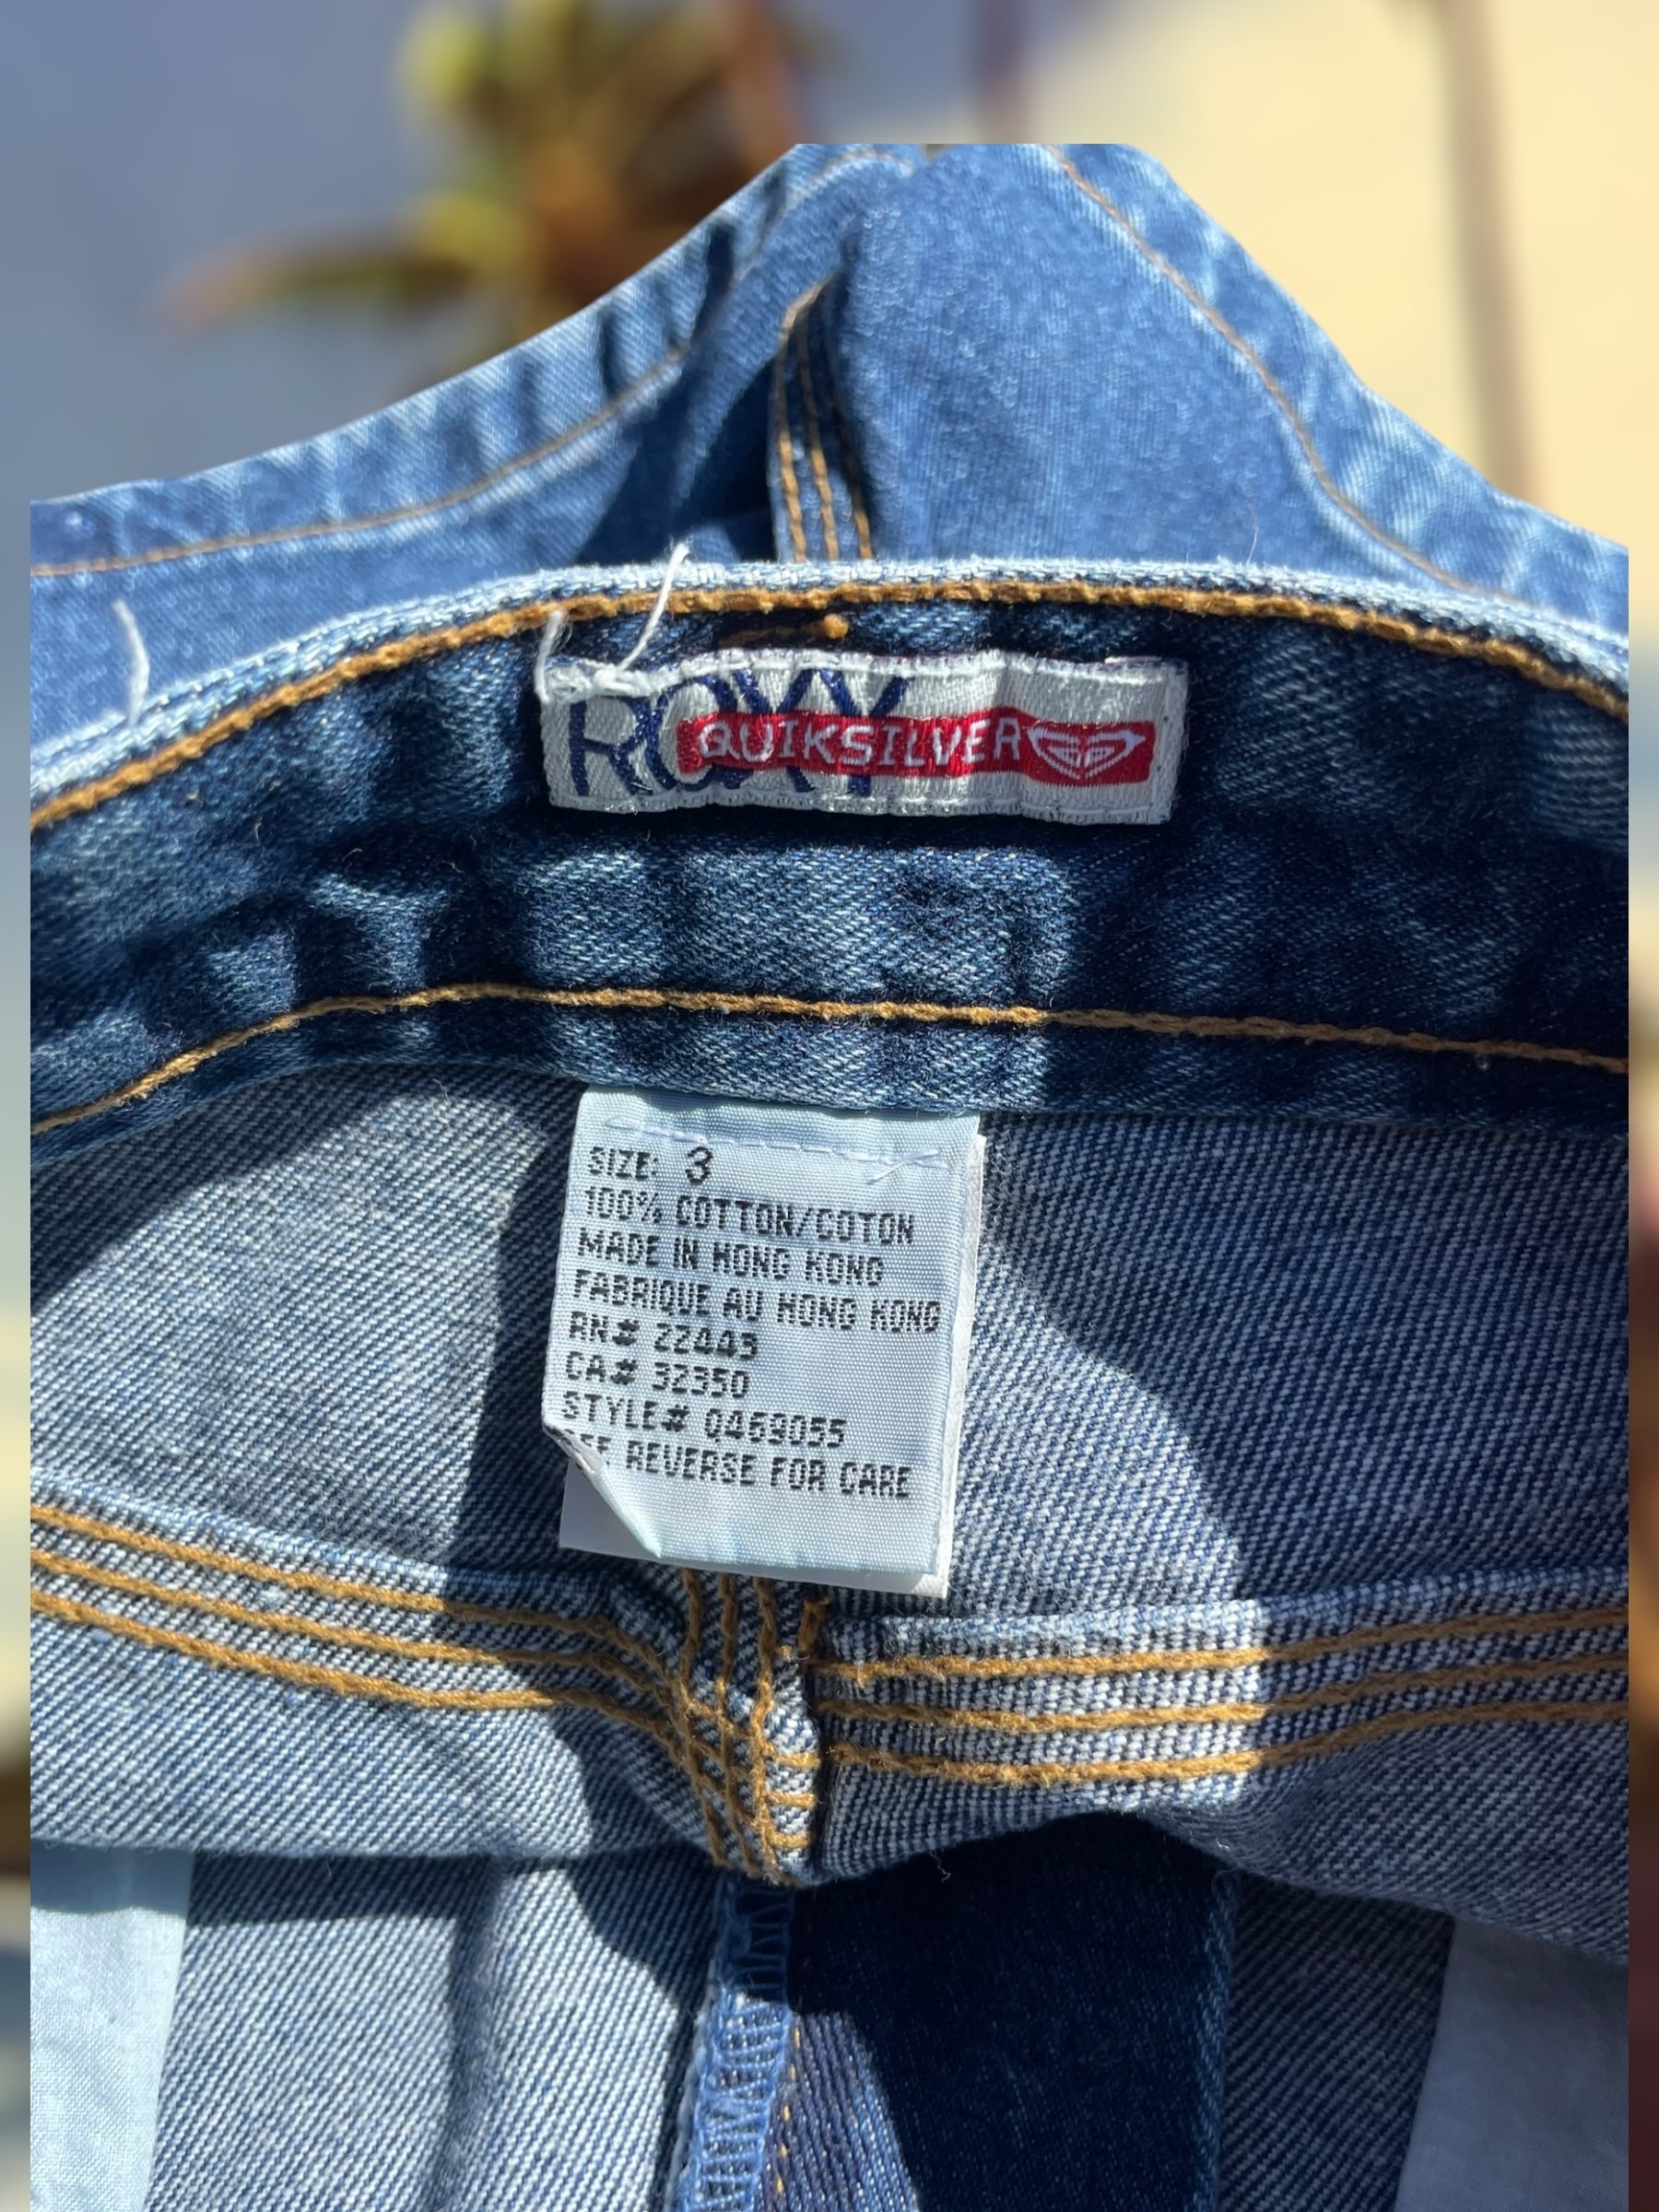 ROXY
QUIKSILVER
SIZE: 3
100% COTTON/COTON
MADE IN HONG KONG
FABRIQUE AU HONG KONG
RN# 22443
CA# 32350
STYLE# Q469055
REVERSE FOR CARE